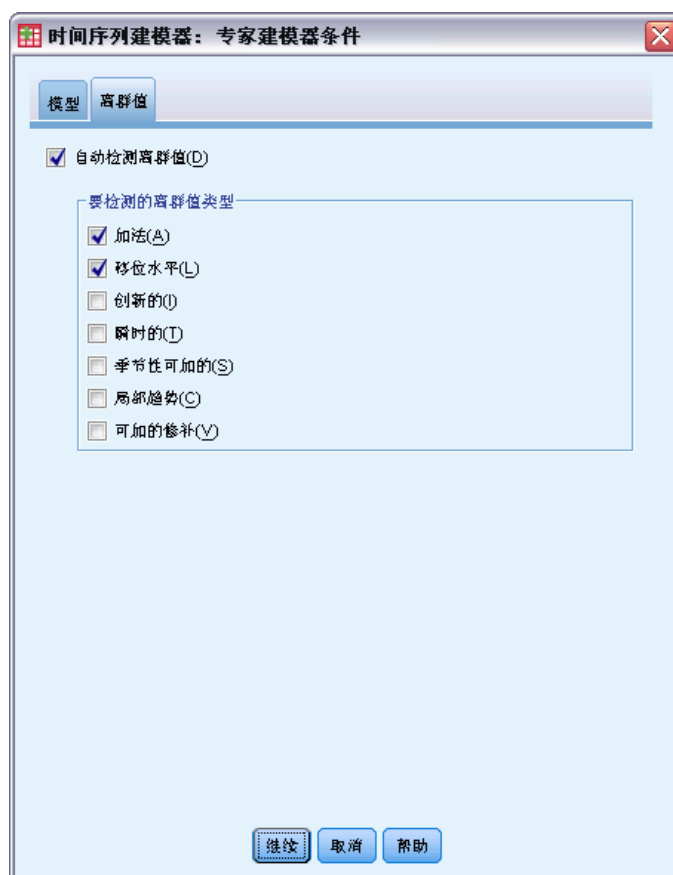 时间序列建模器：专家建模器条件
模型 离群值
自动检测离群值(D)
要检测的离群值类型
加法(A)
移位水平(L)
创新的(I)
瞬时的(T)
季节性可加的(S)
局部趋势(C)
可加的修补(V)
继续 取消 帮助